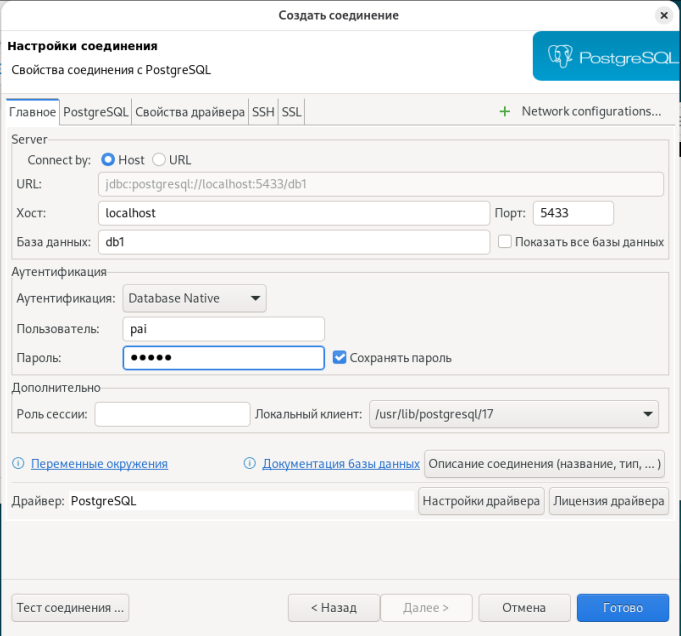 Создать соединение
Настройки соединения
Свойства соединения с PostgreSQL
PostgreSQL
Главное PostgreSQL Свойства драйвера SSH SSL + Network configurations...
Server
Connect by: Host URL
URL: jdbc:postgresql://localhost:5433/db1
Хост: localhost Порт: 5433
База данных: db1 Показать все базы данных
Аутентификация
Аутентификация: Database Native
Пользователь: pai
Пароль: ●●●●● Сохранять пароль
Дополнительно
Роль сессии: Локальный клиент: /usr/lib/postgresql/17
Переменные окружения Документация базы данных Описание соединения (название, тип, ... )
Драйвер: PostgreSQL Настройки драйвера Лицензия драйвера
Тест соединения ... < Назад Далее > Отмена Готово